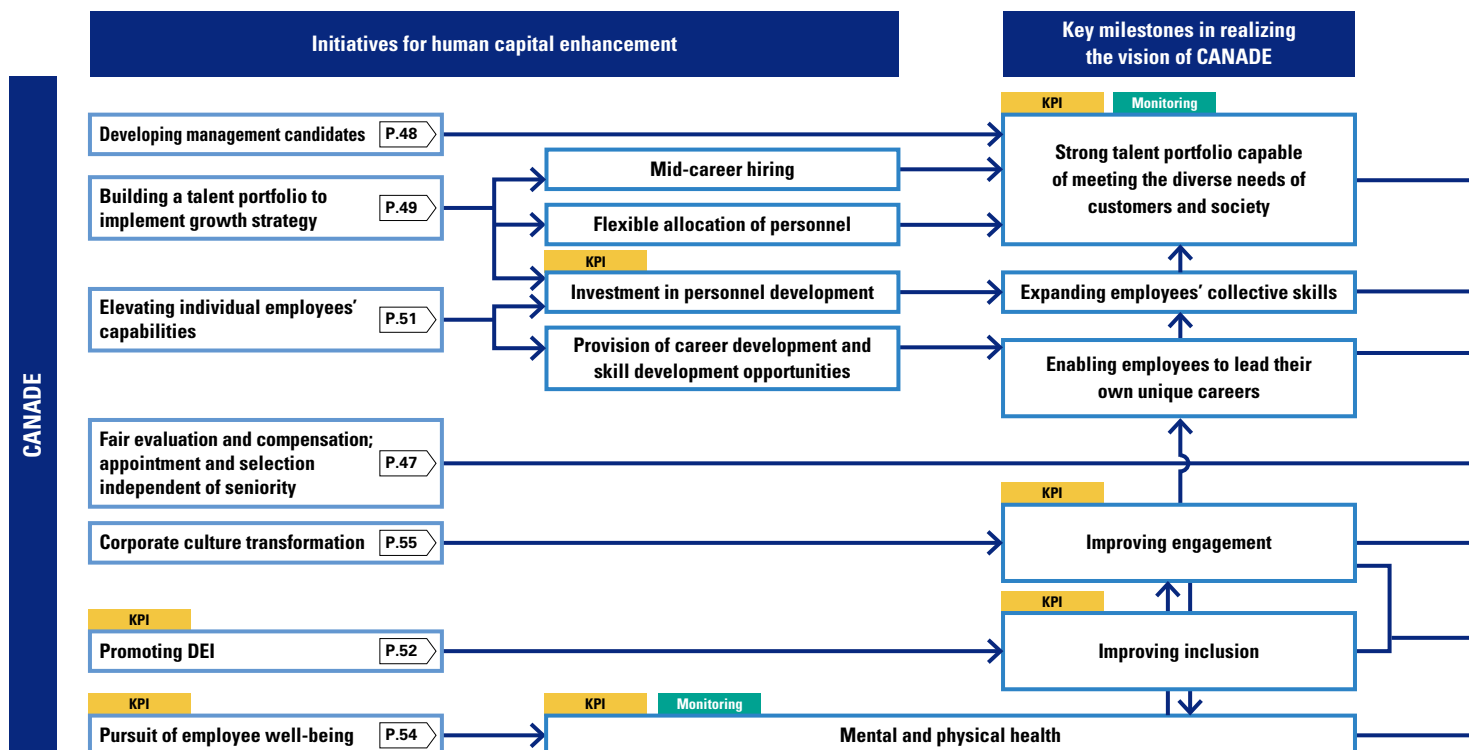 Initiatives for human capital enhancement
Key milestones in realizing
the vision of CANADE
CANADE
KPI
Monitoring
Developing management candidates
P.48
Strong talent portfolio capable
of meeting the diverse needs of
customers and society
Mid-career hiring
Building a talent portfolio to
implement growth strategy
P.49
Flexible allocation of personnel
KPI
Investment in personnel development
Expanding employees' collective skills
Elevating individual employees'
capabilities
P.51
Provision of career development and
skill development opportunities
Enabling employees to lead their
own unique careers
Fair evaluation and compensation;
appointment and selection
independent of seniority
P.47
KPI
Corporate culture transformation
P.55
Improving engagement
KPI
KPI
Promoting DEI
P.52
Improving inclusion
KPI
KPI
Monitoring
Pursuit of employee well-being
P.54
Mental and physical health